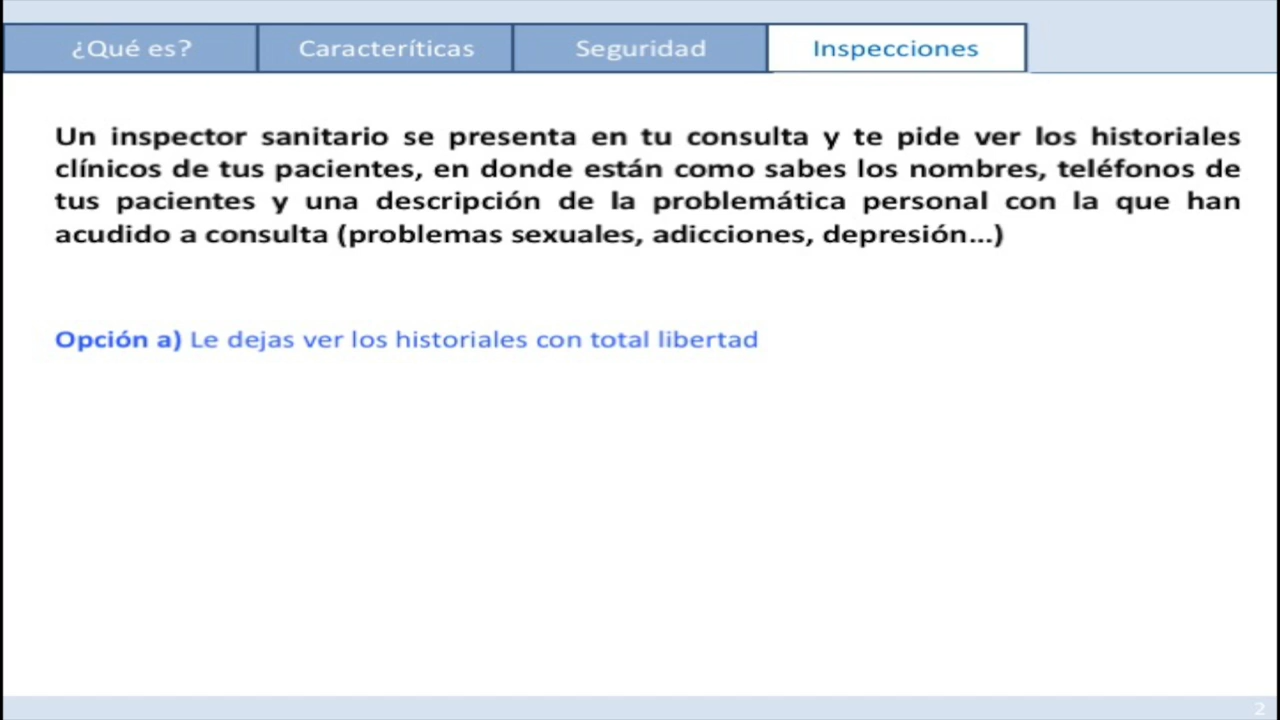 ¿Qué es?
Caracteríticas
Seguridad
Inspecciones
Un inspector sanitario se presenta en tu consulta y te pide ver los historiales
clínicos de tus pacientes, en donde están como sabes los nombres, teléfonos de
tus pacientes y una descripción de la problemática personal con la que han
acudido a consulta (problemas sexuales, adicciones, depresión...)
Opción a) Le dejas ver los historiales con total libertad
2